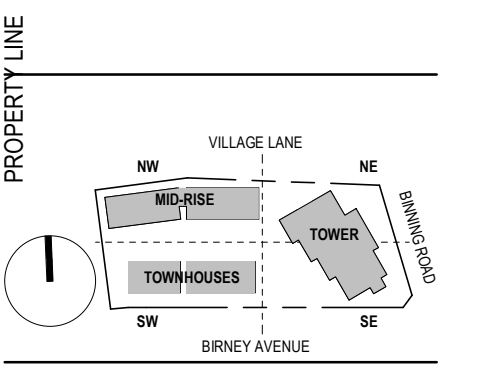 PROPERTY LINE
VILLAGE LANE
NW
NE
MID-RISE
BINNING ROAD
TOWER
TOWNHOUSES
SW
SE
BIRNEY AVENUE